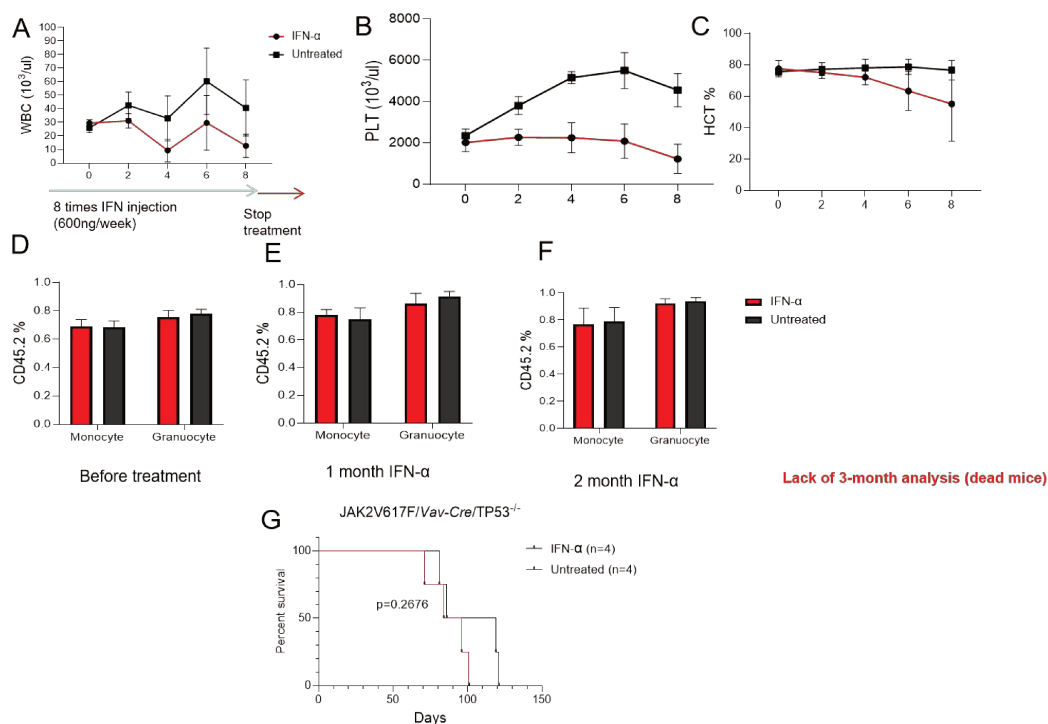 A
WBC (10³/ul)
100
90
80
70
60
50
40
30
20
10
0
0 2 4 6 8
IFN-α
Untreated
8 times IFN injection
(600ng/week)
Stop
treatment
B
PLT (10³/ul)
8000
6000
4000
2000
0
0 2 4 6 8
C
HCT %
100
80
60
40
20
0
0 2 4 6 8
D
CD45.2 %
1.0
0.8
0.6
0.4
0.2
0.0
Monocyte Granuocyte
Before treatment
E
CD45.2 %
1.0
0.8
0.6
0.4
0.2
0.0
Monocyte Granuocyte
1 month IFN-α
F
CD45.2 %
1.0
0.8
0.6
0.4
0.2
0.0
Monocyte Granuocyte
2 month IFN-α
IFN-α
Untreated
Lack of 3-month analysis (dead mice)
G
JAK2V617F/Vav-Cre/TP53⁻/⁻
Percent survival
100
50
0
p=0.2676
0 50 100 150
Days
IFN-α (n=4)
Untreated (n=4)